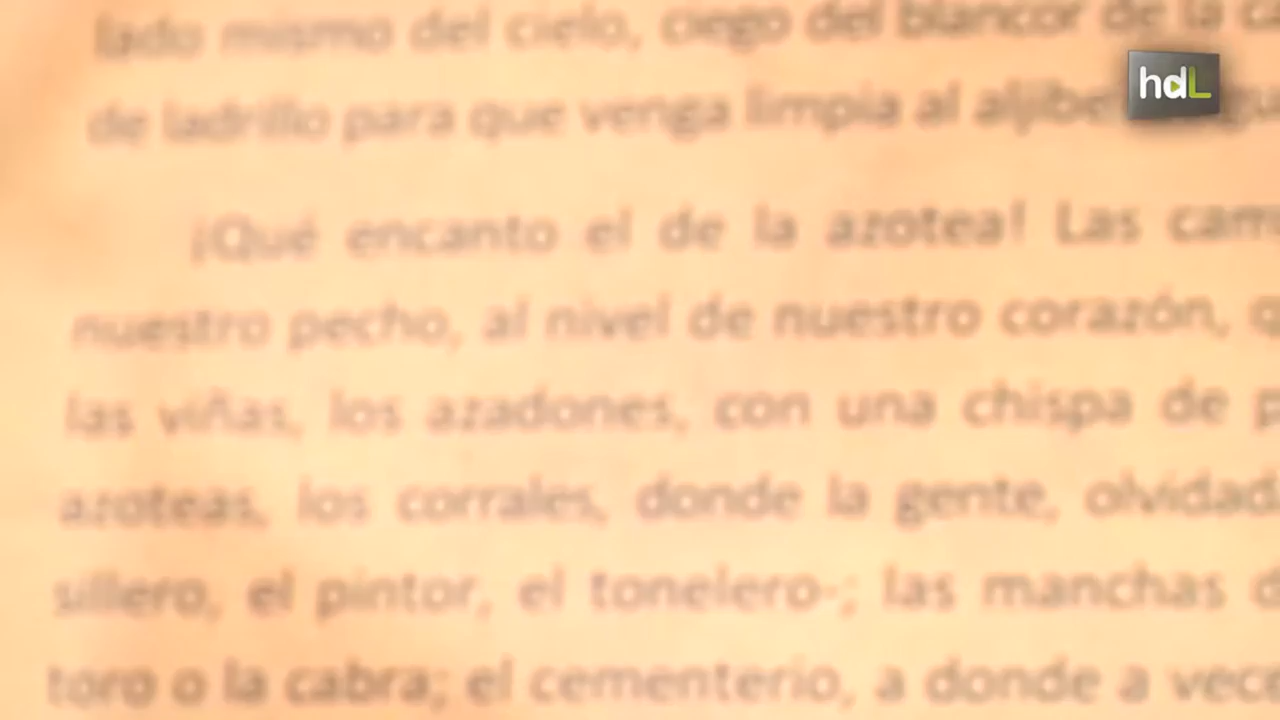 lado mismo del cielo, ciego del blancor de la
de ladrillo para que venga limpia al aljibe
¡Qué encanto el de la azotea! Las
nuestro pecho, al nivel de nuestro corazón,
las viñas, los azadones, con una chispa de
azoteas, los corrales, donde la gente,
sillero, el pintor, el tonelero-; las manchas
toro o la cabra; el cementerio, a donde a
hdL